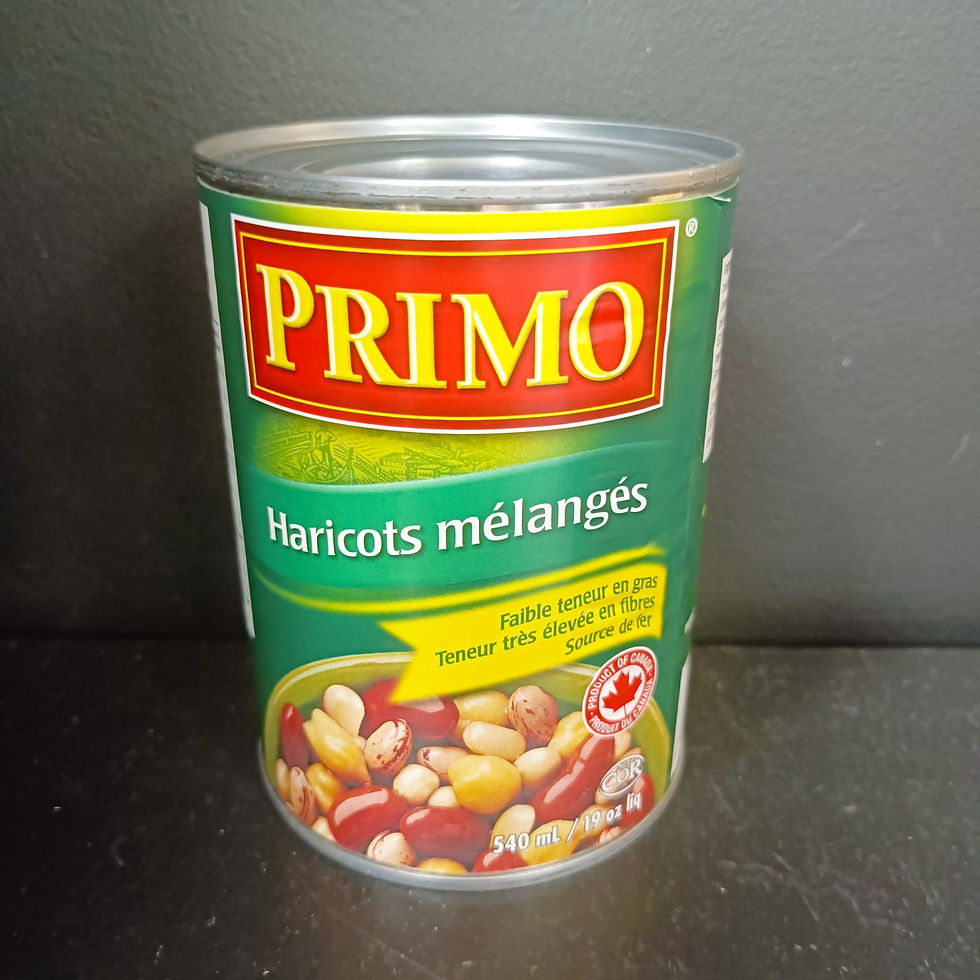 PRIMO
®
Haricots mélangés
Faible teneur en gras
Teneur très élevée en fibres
Source de fer
PRODUCT OF CANADA
PRODUIT DU CANADA
COR
540 mL / 19 oz liq